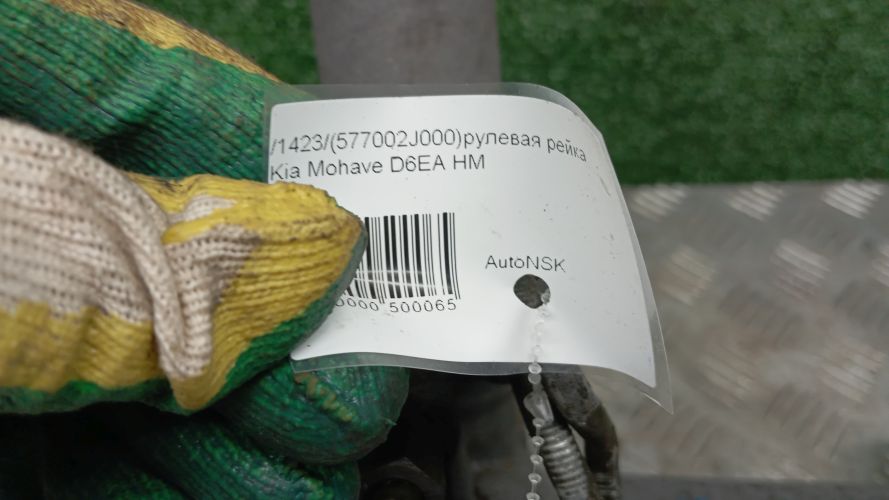 /1423/(577002J000)рулевая рейка
Kia Mohave D6EA HM
AutoNSK
0000 500065